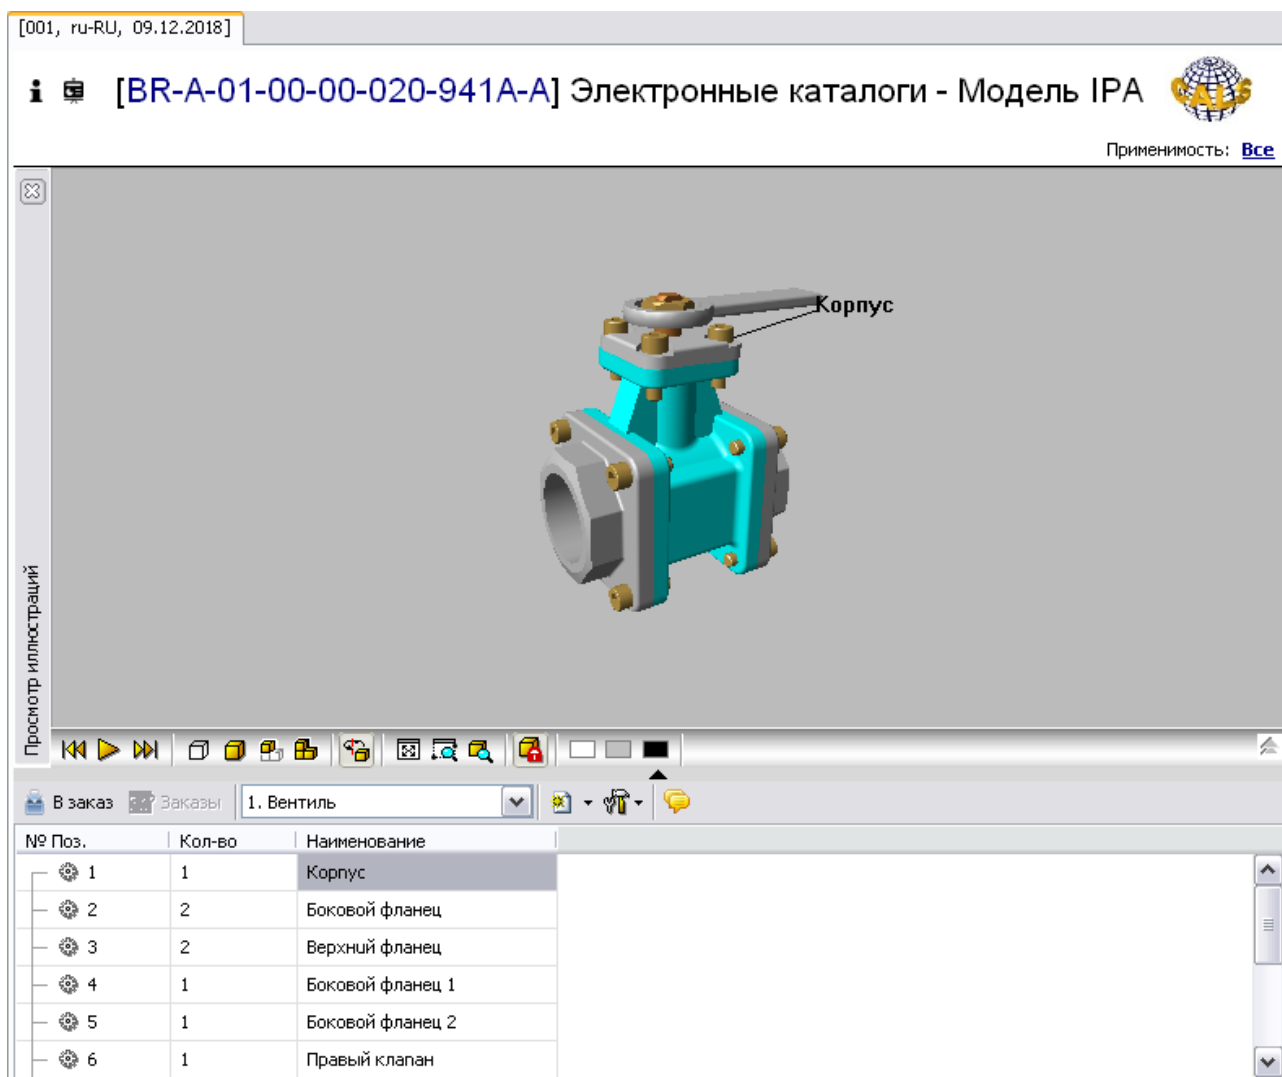 [001, ru-RU, 09.12.2018]
[BR-A-01-00-00-020-941A-A] Электронные каталоги - Модель IPA
CALS
Применимость: Все
Просмотр иллюстраций
Корпус
В заказ Заказы 1. Вентиль
№ Поз. Кол-во Наименование
1 1 Корпус
2 2 Боковой фланец
3 2 Верхний фланец
4 1 Боковой фланец 1
5 1 Боковой фланец 2
6 1 Правый клапан